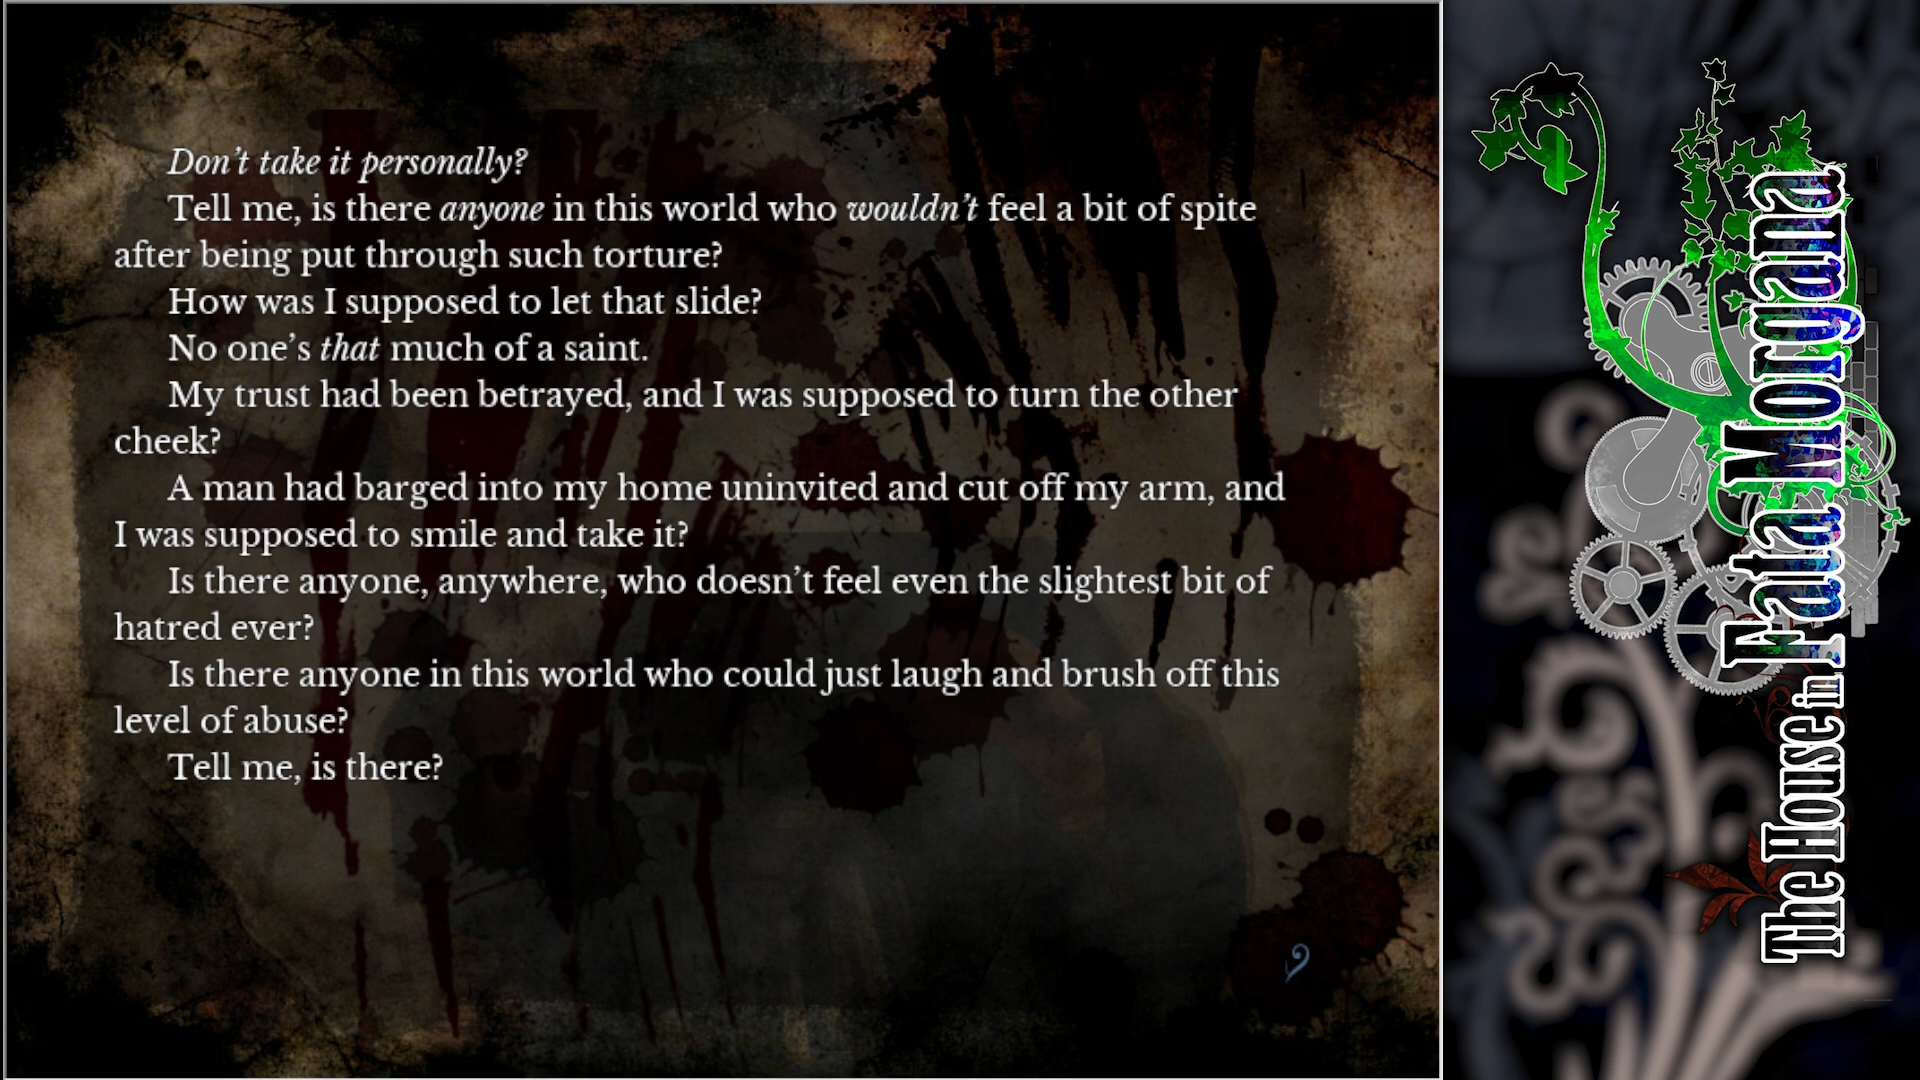 Don't take it personally?
Tell me, is there anyone in this world who wouldn't feel a bit of spite
after being put through such torture?
How was I supposed to let that slide?
No one's that much of a saint.
My trust had been betrayed, and I was supposed to turn the other
cheek?
A man had barged into my home uninvited and cut off my arm, and
I was supposed to smile and take it?
Is there anyone, anywhere, who doesn't feel even the slightest bit of
hatred ever?
Is there anyone in this world who could just laugh and brush off this
level of abuse?
Tell me, is there?
The House in Fata Morgana